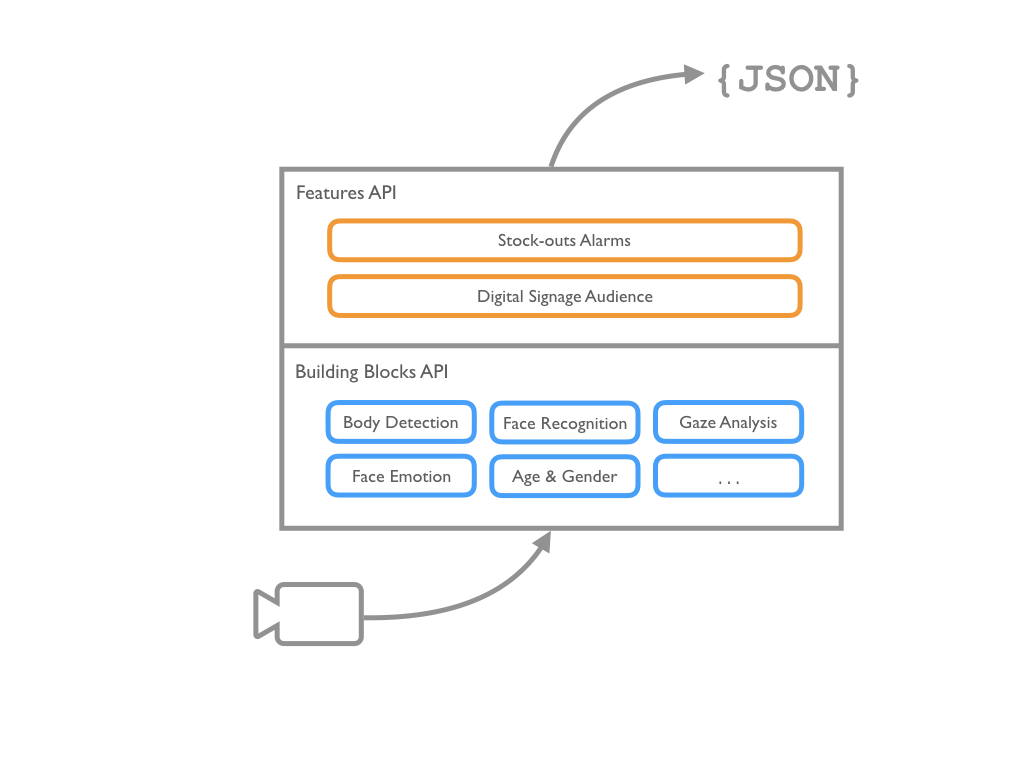 {JSON}
Features API
Stock-outs Alarms
Digital Signage Audience
Building Blocks API
Body Detection
Face Recognition
Gaze Analysis
Face Emotion
Age & Gender
. . .